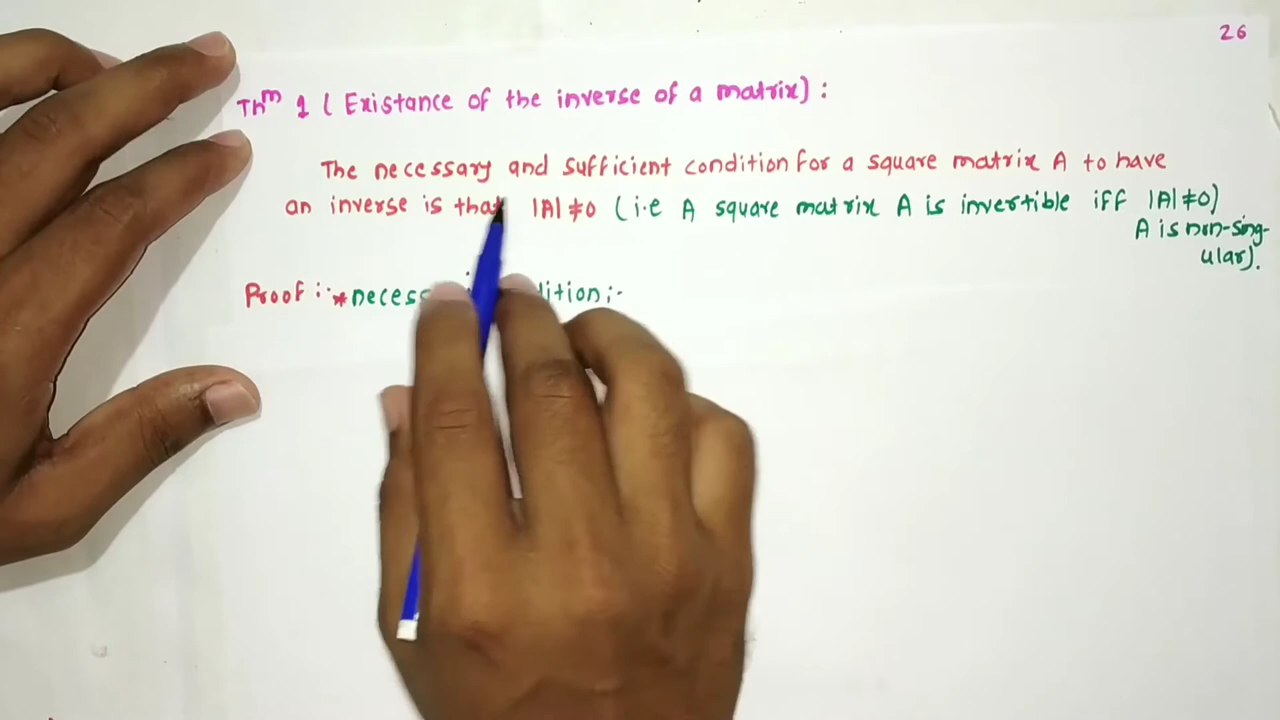 26
Thm 1 (Existance of the inverse of a matrix):
The necessary and sufficient condition for a square matrix A to have
an inverse is that |A|≠0 (i.e A square matrix A is invertible iff |A|≠0)
A is non-sing-
ular).
Proof :- *